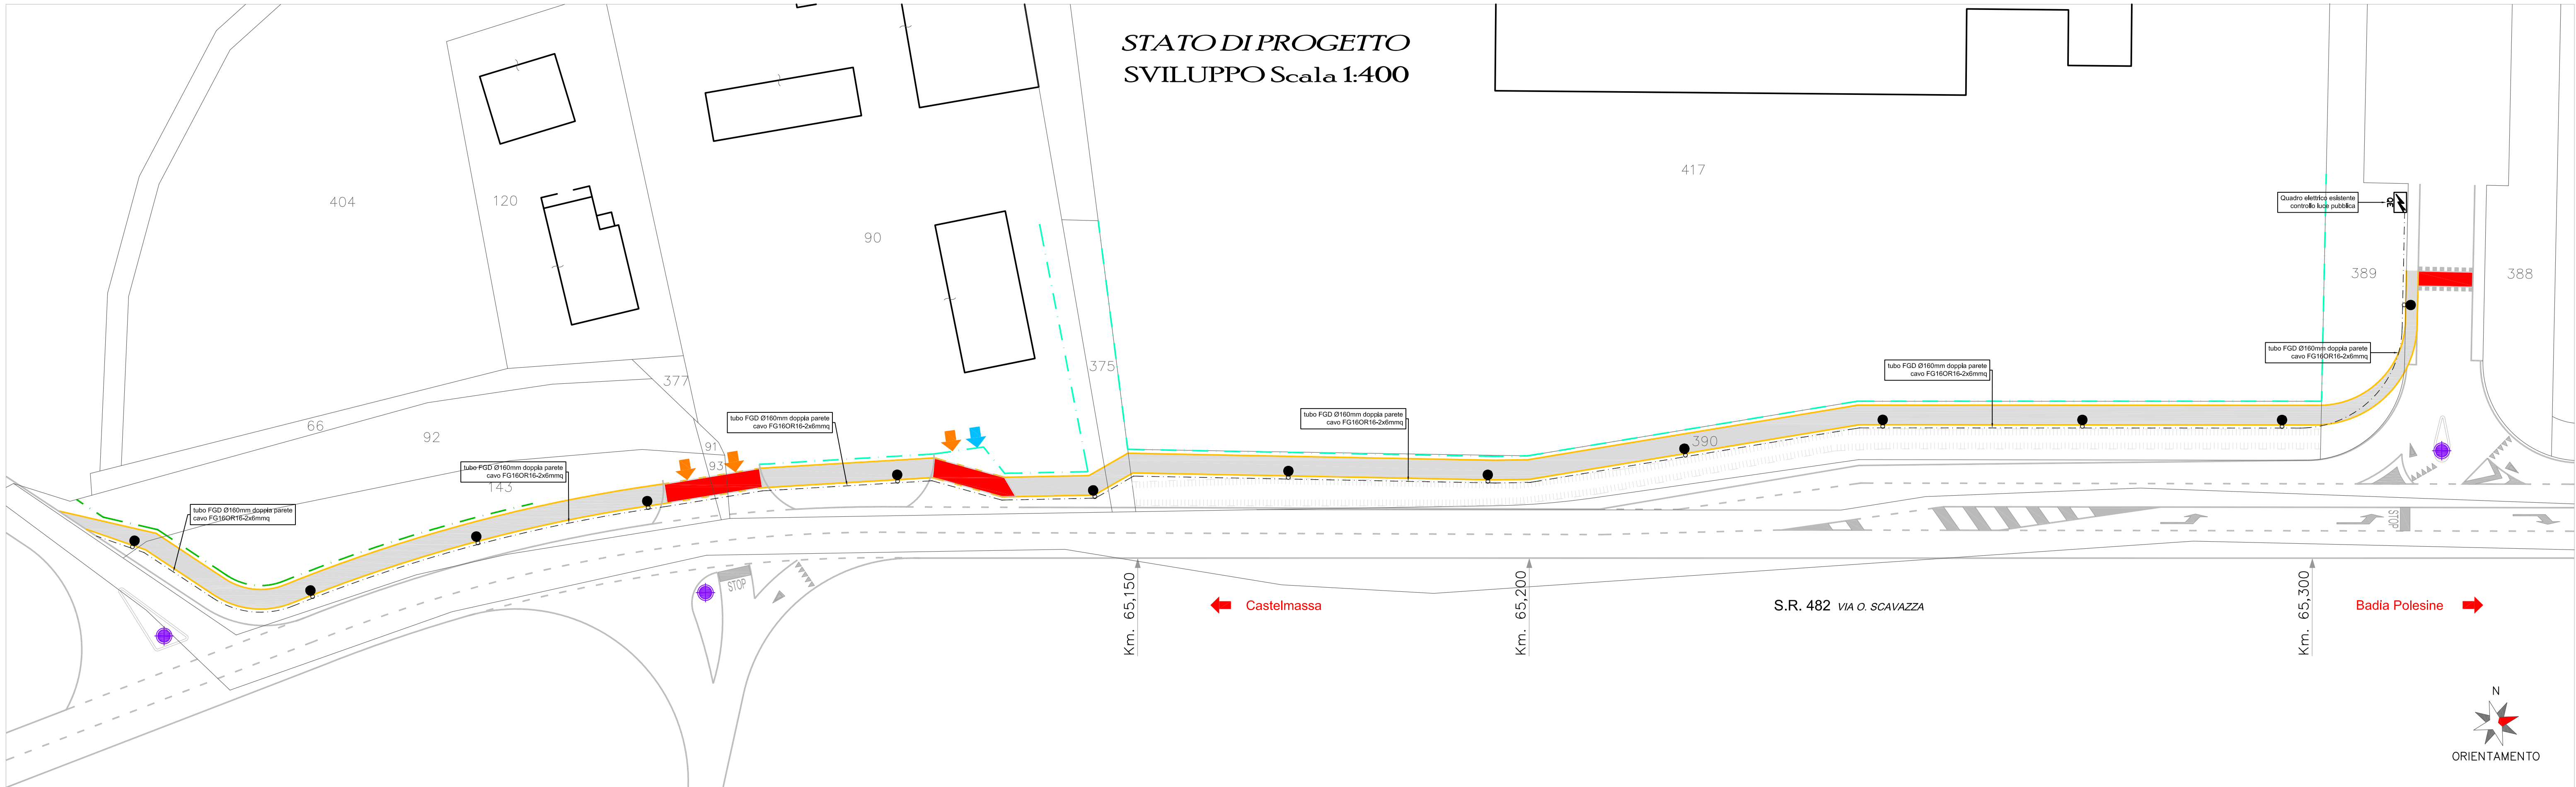 STATO DI PROGETTO
SVILUPPO Scala 1:400
417
404
120
90
Quadro elettrico esistente
controllo luce pubblica
QE
389
388
375
377
tubo FGD Ø160mm doppia parete
cavo FG16OR16-2x6mmq
tubo FGD Ø160mm doppia parete
cavo FG16OR16-2x6mmq
tubo FGD Ø160mm doppia parete
cavo FG16OR16-2x6mmq
tubo FGD Ø160mm doppia parete
cavo FG16OR16-2x6mmq
66
92
91
93
390
tubo FGD Ø160mm doppia parete
cavo FG16OR16-2x6mmq
143
tubo FGD Ø160mm doppia parete
cavo FG16OR16-2x6mmq
STOP
STOP
Km. 65,150
Km. 65,200
Km. 65,300
Castelmassa
S.R. 482 VIA O. SCAVAZZA
Badia Polesine
N
ORIENTAMENTO